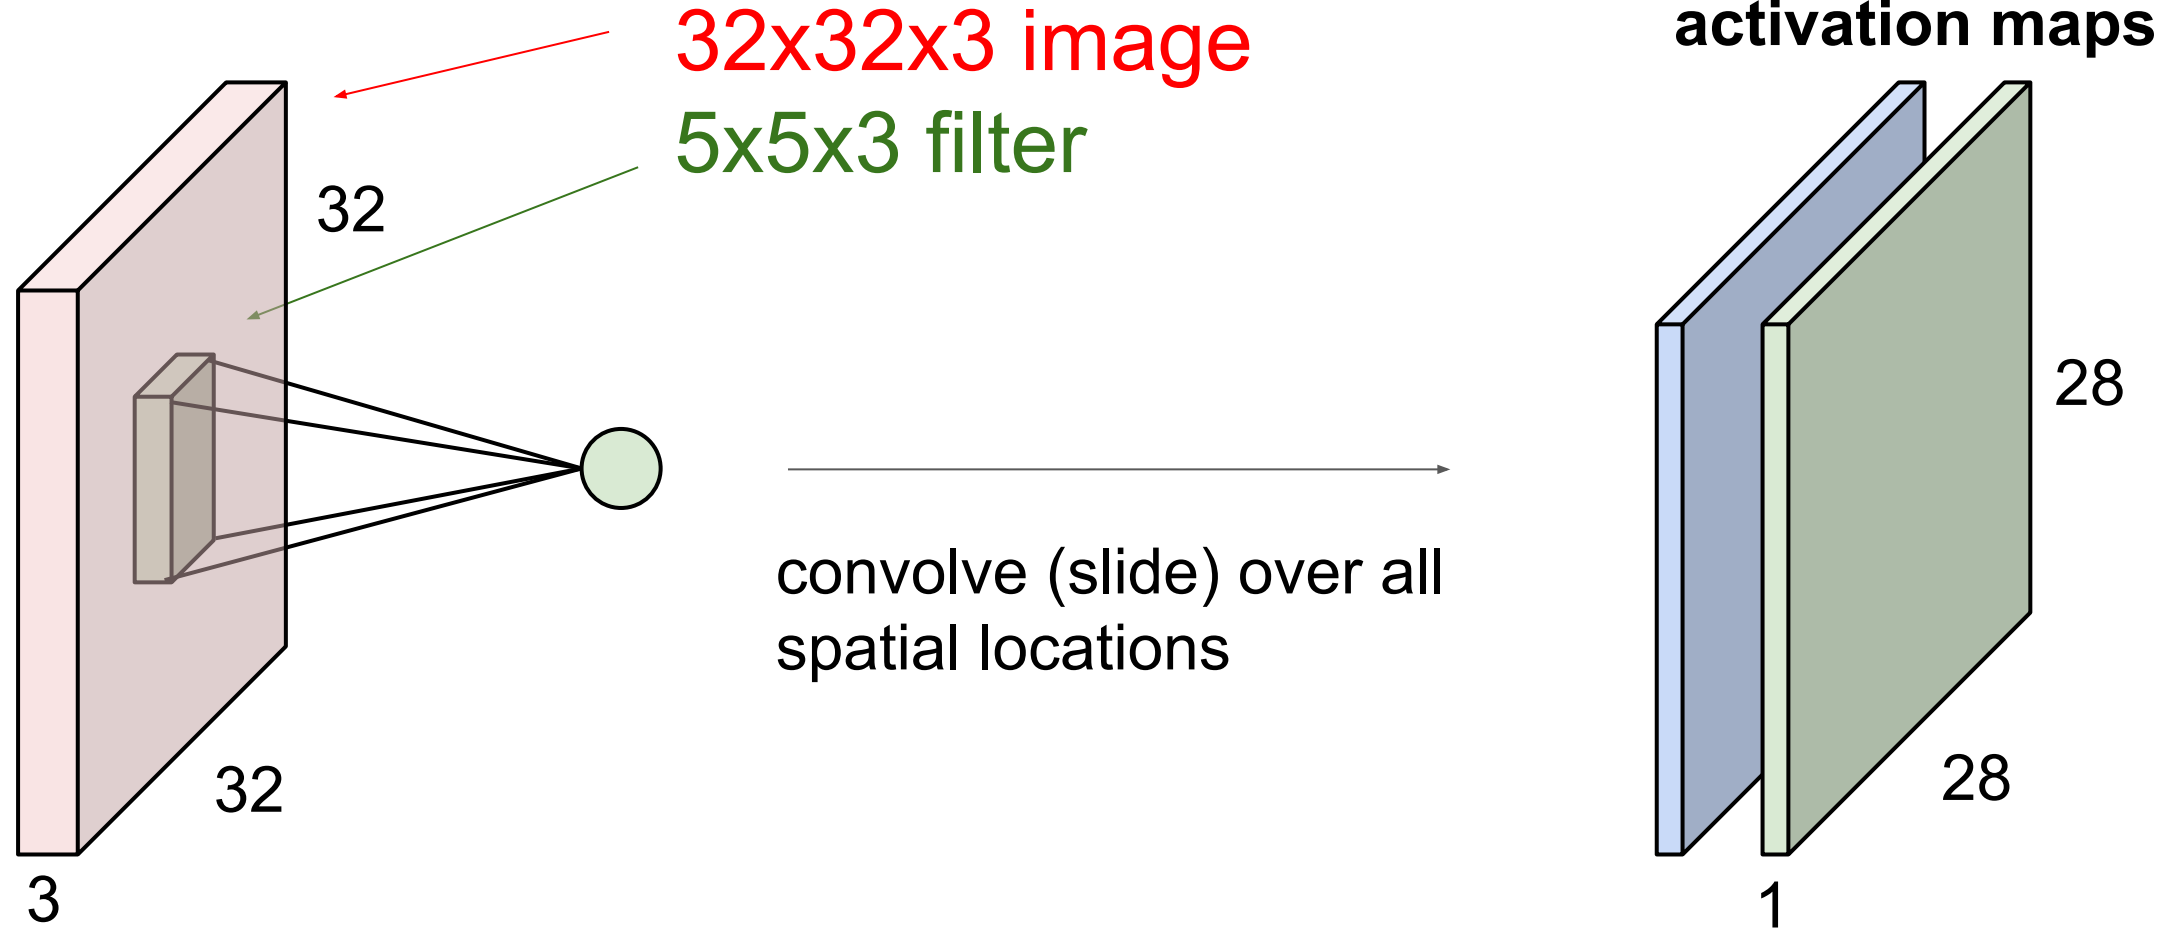 32x32x3 image
activation maps
5x5x3 filter
32
28
convolve (slide) over all
spatial locations
32
28
3
1